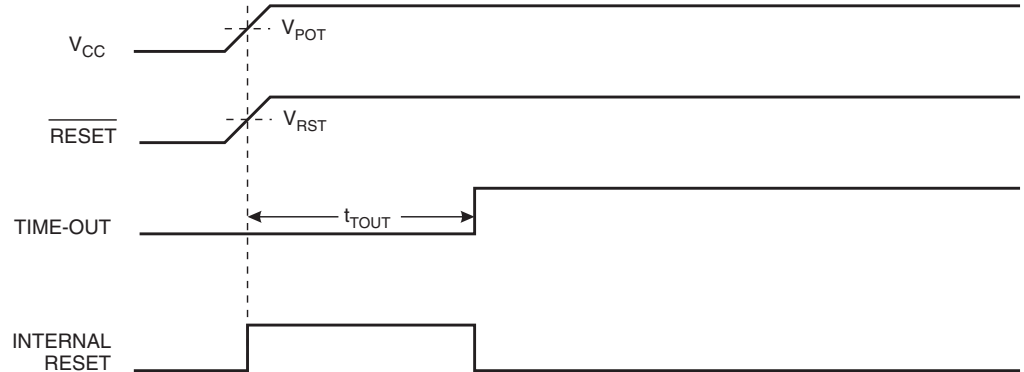 V_CC
V_POT
RESET
V_RST
TIME-OUT
t_TOUT
INTERNAL
RESET